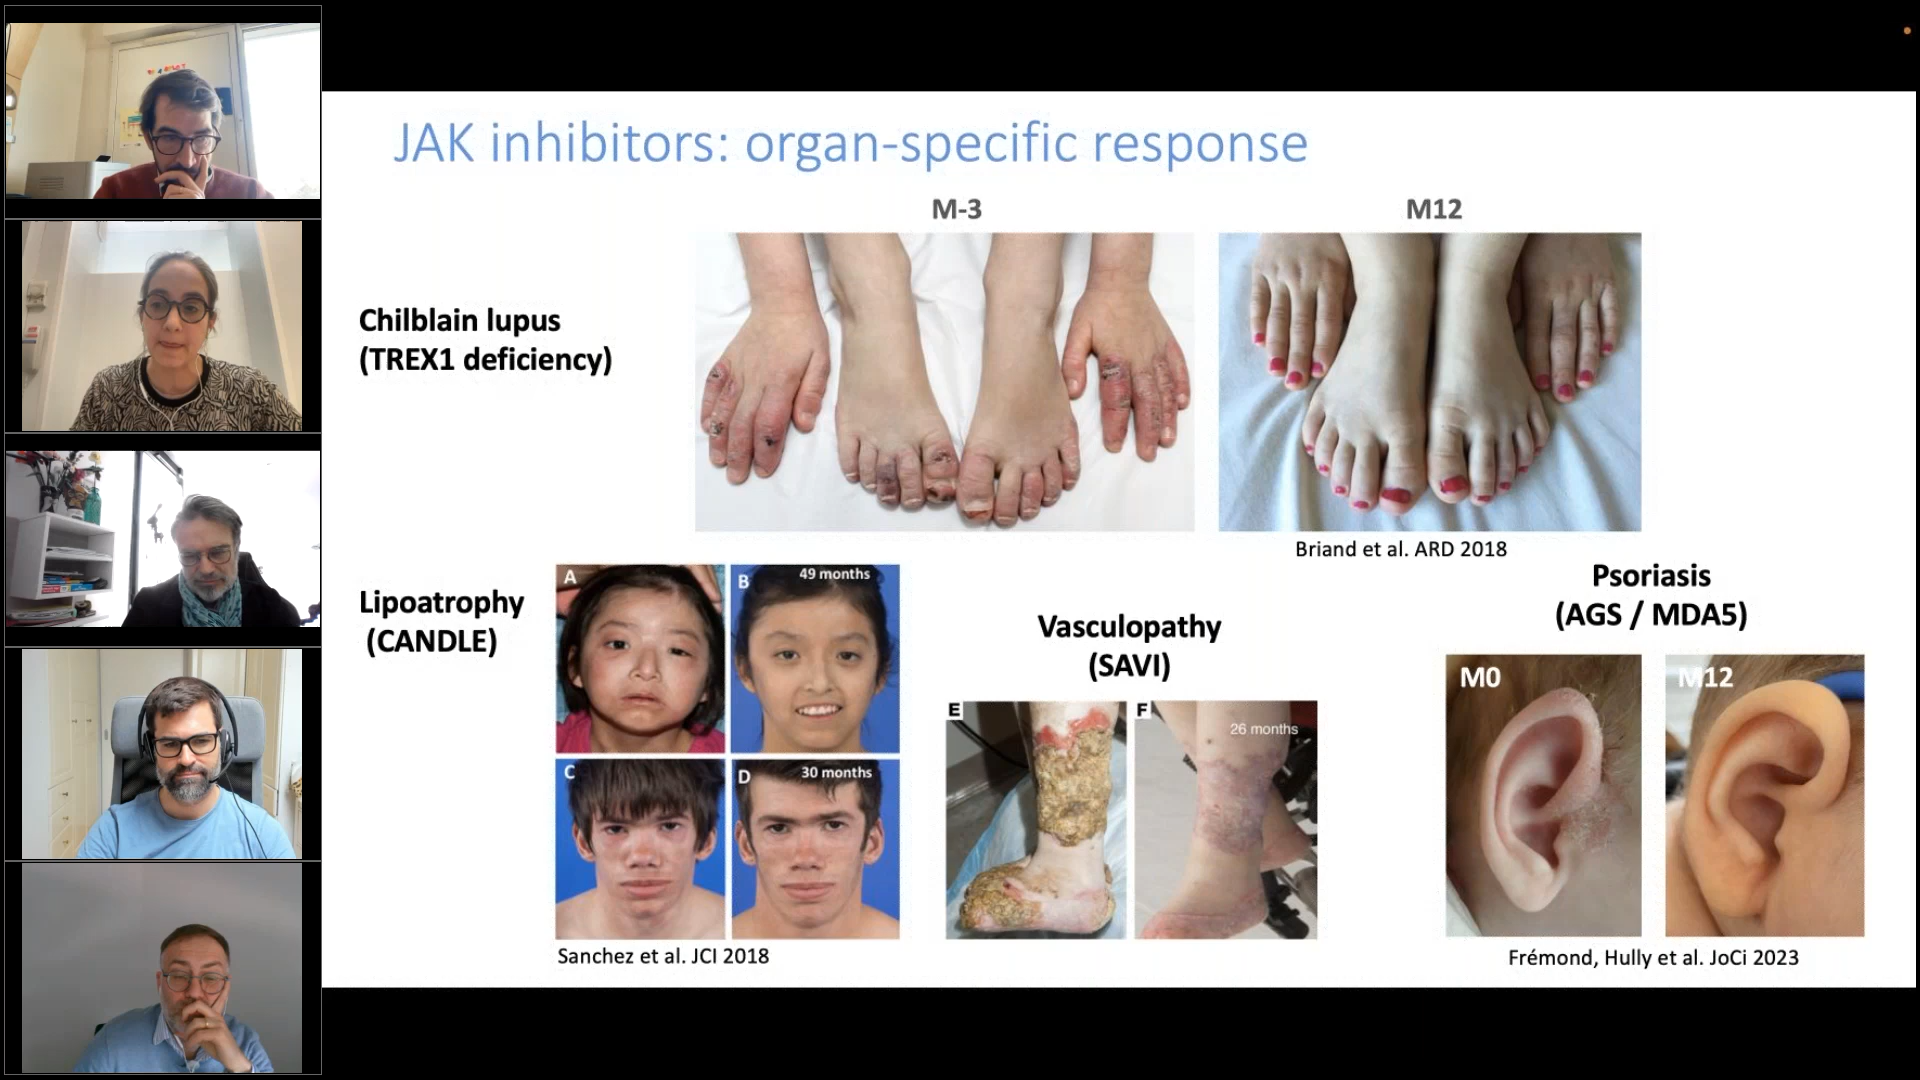 JAK inhibitors: organ-specific response
M-3
M12
Chilblain lupus
(TREX1 deficiency)
Briand et al. ARD 2018
Lipoatrophy
(CANDLE)
A
B
49 months
C
D
30 months
Sanchez et al. JCI 2018
Vasculopathy
(SAVI)
E
F
26 months
Psoriasis
(AGS / MDA5)
M0
M12
Frémond, Hully et al. JoCi 2023